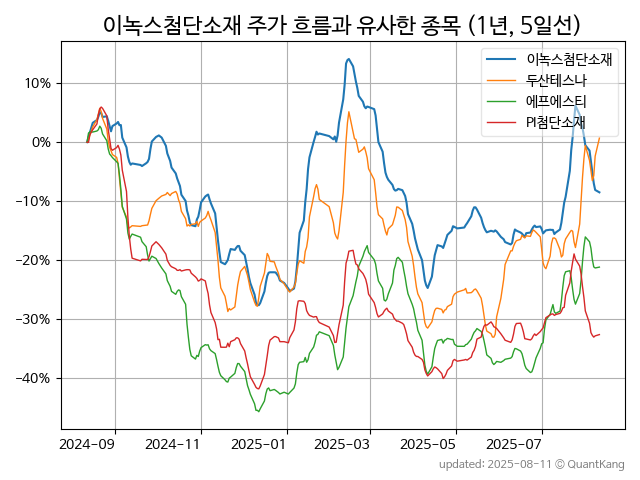 이녹스첨단소재 주가 흐름과 유사한 종목 (1년, 5일선)
이녹스첨단소재
두산테스나
에프에스티
PI첨단소재
10%
0%
−10%
−20%
−30%
−40%
2024-09
2024-11
2025-01
2025-03
2025-05
2025-07
updated: 2025-08-11 © QuantKang